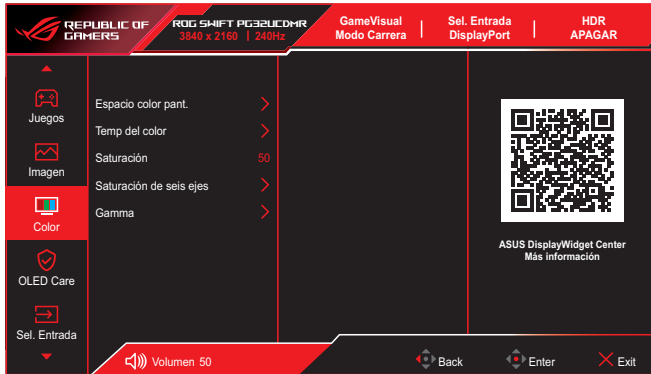 REPUBLIC OF
GAMERS
ROG SWIFT PG32UCDMR
3840 x 2160 | 240Hz
GameVisual
Modo Carrera
Sel. Entrada
DisplayPort
HDR
APAGAR
Juegos
Imagen
Color
OLED Care
Sel. Entrada
Espacio color pant.
Temp del color
Saturación 50
Saturación de seis ejes
Gamma
ASUS DisplayWidget Center
Más información
Volumen 50
Back
Enter
Exit